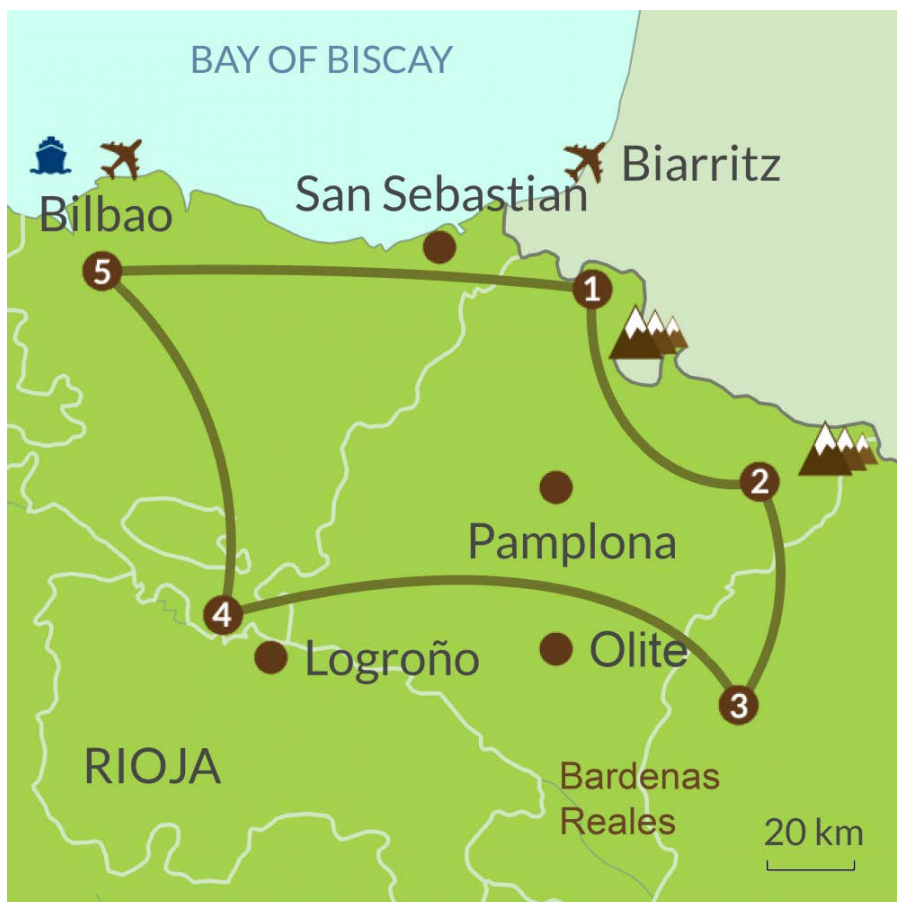 BAY OF BISCAY
Biarritz
San Sebastian
Bilbao
5
1
2
Pamplona
4
Logroño
Olite
3
RIOJA
Bardenas
Reales
20 km